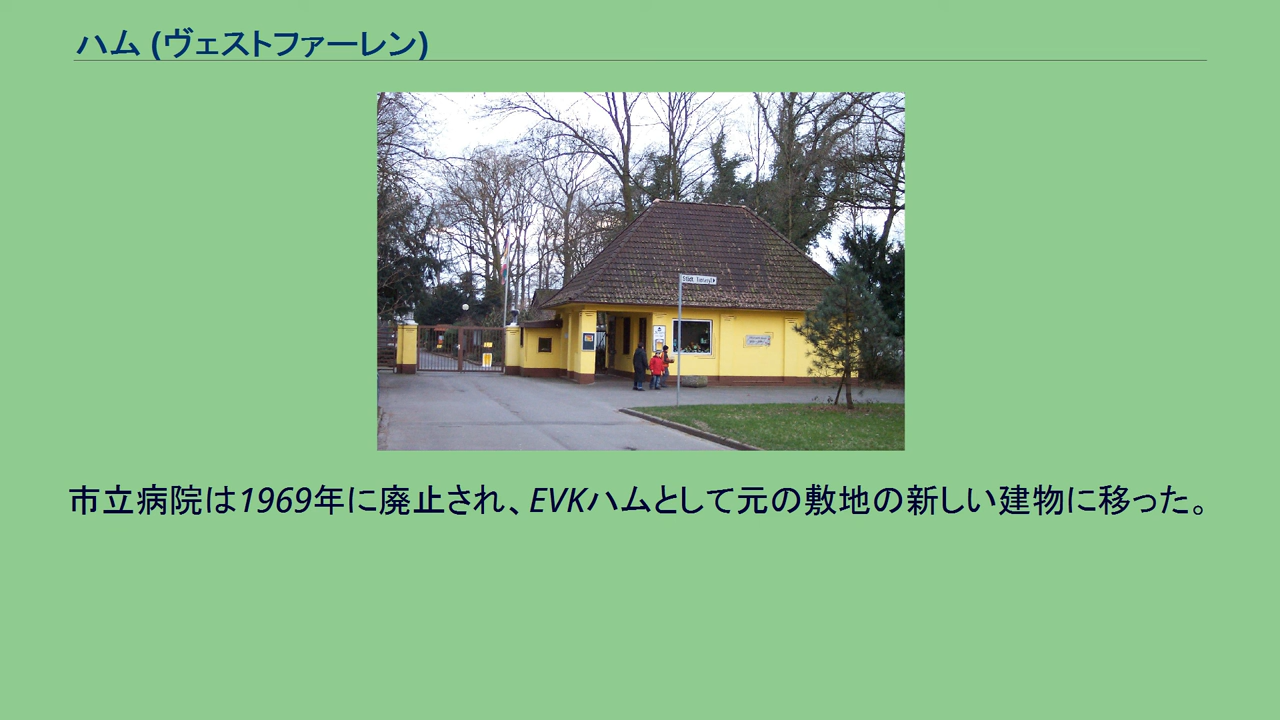 ハム (ヴェストファーレン)
市立病院は1969年に廃止され、EVKハムとして元の敷地の新しい建物に移った。